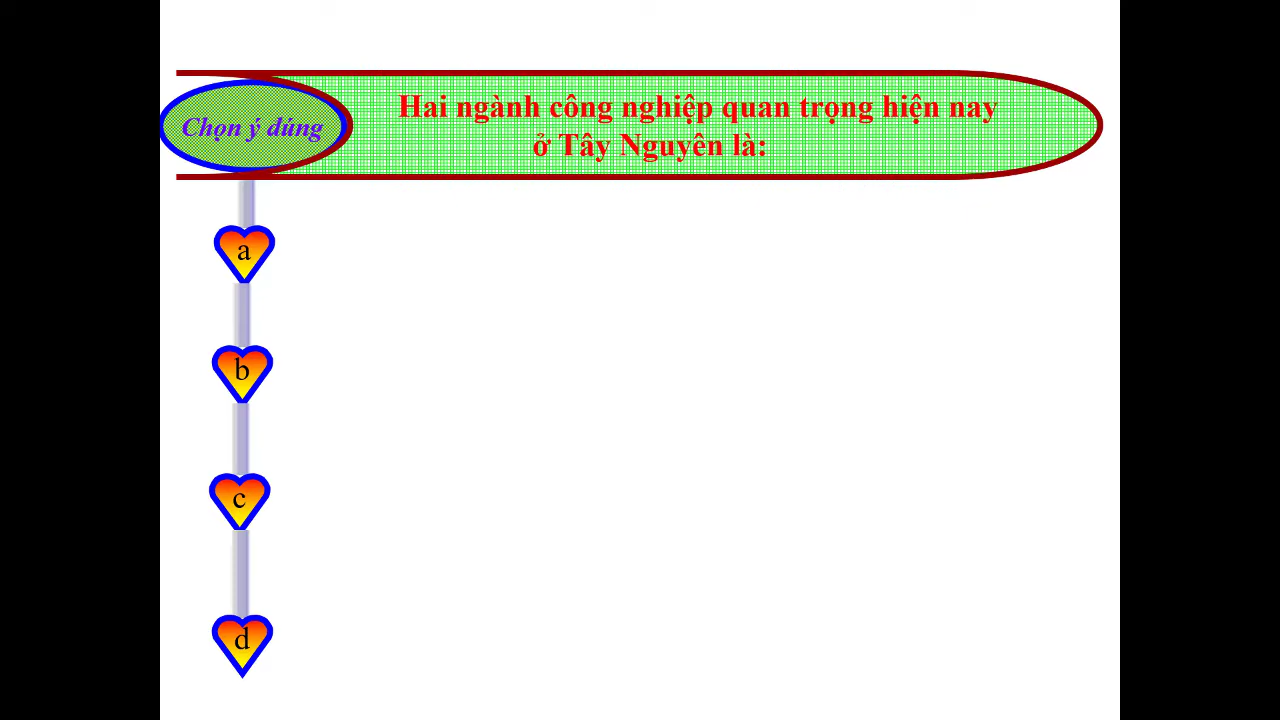 Chọn ý đúng
Hai ngành công nghiệp quan trọng hiện nay
ở Tây Nguyên là:
a
b
c
d